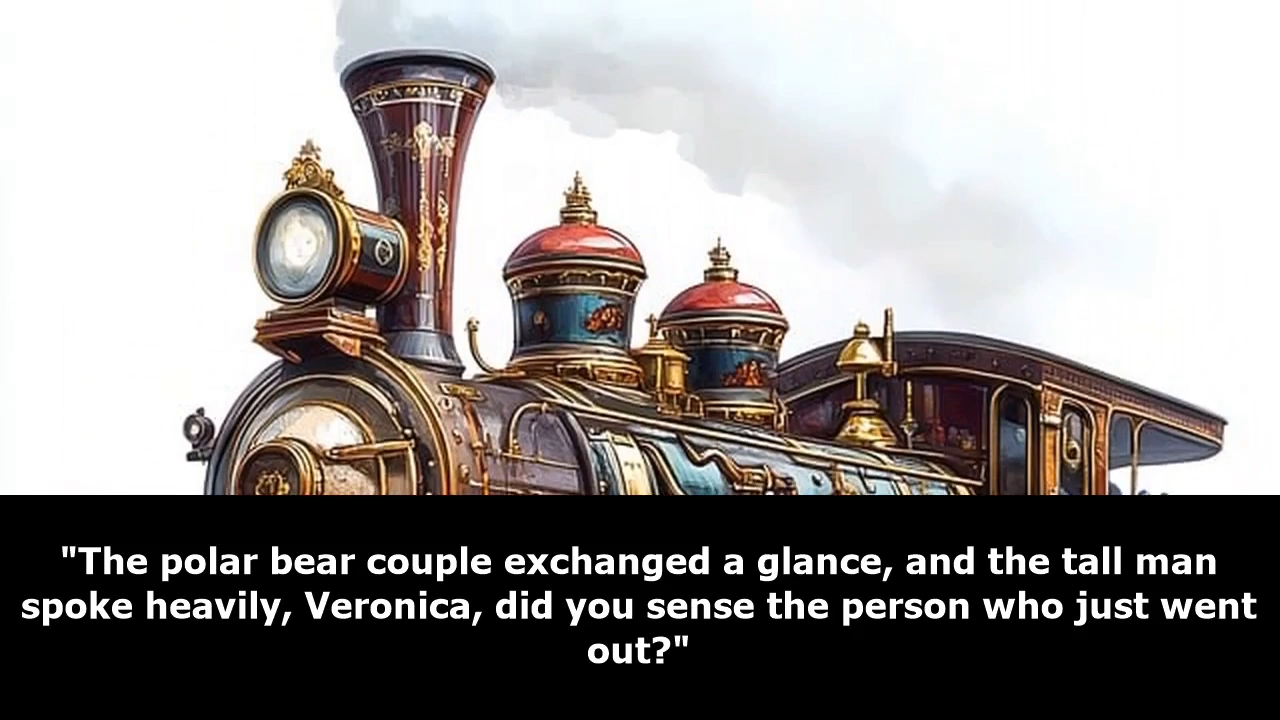 "The polar bear couple exchanged a glance, and the tall man
spoke heavily, Veronica, did you sense the person who just went
out?"